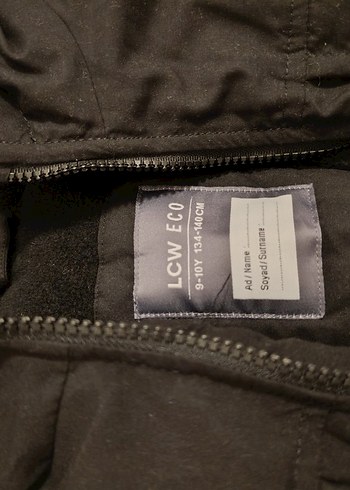 LCW ECO
9-10Y 134-140CM
Ad / Name
Soyad / Surname